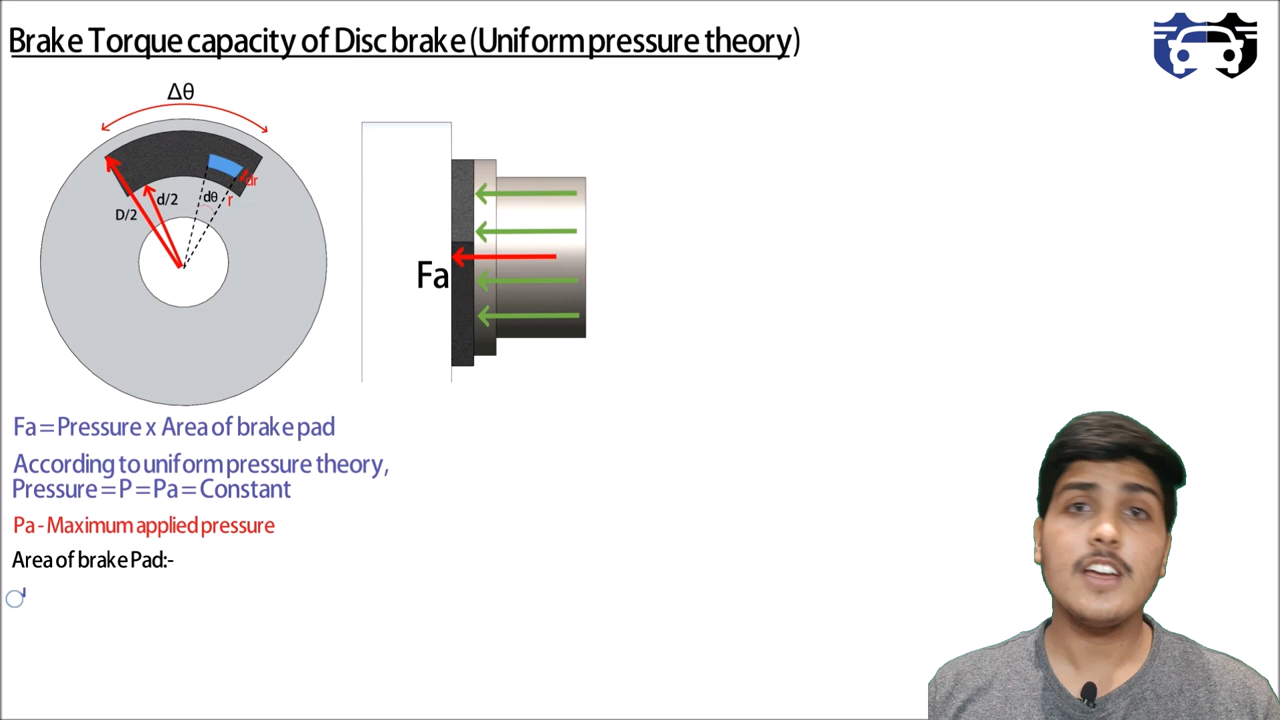 Brake Torque capacity of Disc brake (Uniform pressure theory)
Δθ
dr
d/2
dθ
r
D/2
Fa
Fa = Pressure x Area of brake pad
According to uniform pressure theory,
Pressure = P = Pa = Constant
Pa - Maximum applied pressure
Area of brake Pad:-